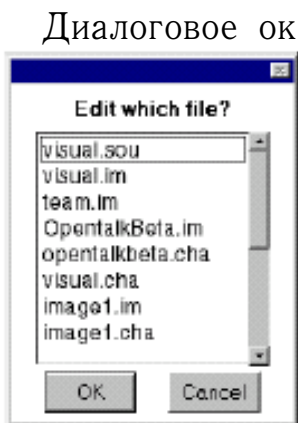 Диалоговое ок
Edit which file?
visual.sou
visual.im
team.im
OpentalkBeta.im
opentalkbeta.cha
visual.cha
image1.im
image1.cha
OK Cancel